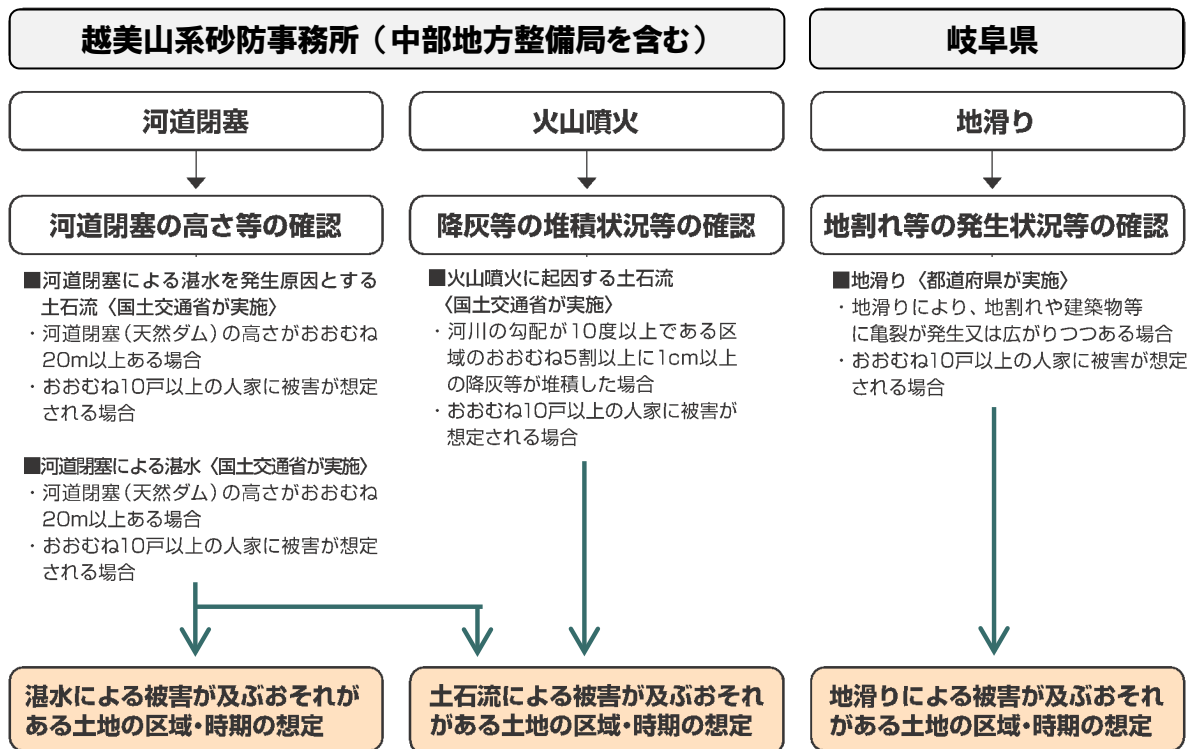 越美山系砂防事務所（中部地方整備局を含む）
岐阜県
河道閉塞
火山噴火
地滑り
河道閉塞の高さ等の確認
降灰等の堆積状況等の確認
地割れ等の発生状況等の確認
■河道閉塞による湛水を発生原因とする
土石流〈国土交通省が実施〉
・河道閉塞（天然ダム）の高さがおおむね
20m以上ある場合
・おおむね10戸以上の人家に被害が想定
される場合
■河道閉塞による湛水〈国土交通省が実施〉
・河道閉塞（天然ダム）の高さがおおむね
20m以上ある場合
・おおむね10戸以上の人家に被害が想定
される場合
■火山噴火に起因する土石流
〈国土交通省が実施〉
・河川の勾配が10度以上である区
域のおおむね5割以上に1cm以上
の降灰等が堆積した場合
・おおむね10戸以上の人家に被害が
想定される場合
■地滑り〈都道府県が実施〉
・地滑りにより、地割れや建築物等
に亀裂が発生又は広がりつつある場合
・おおむね10戸以上の人家に被害が想定
される場合
湛水による被害が及ぶおそれが
ある土地の区域・時期の想定
土石流による被害が及ぶおそれ
がある土地の区域・時期の想定
地滑りによる被害が及ぶおそれ
がある土地の区域・時期の想定